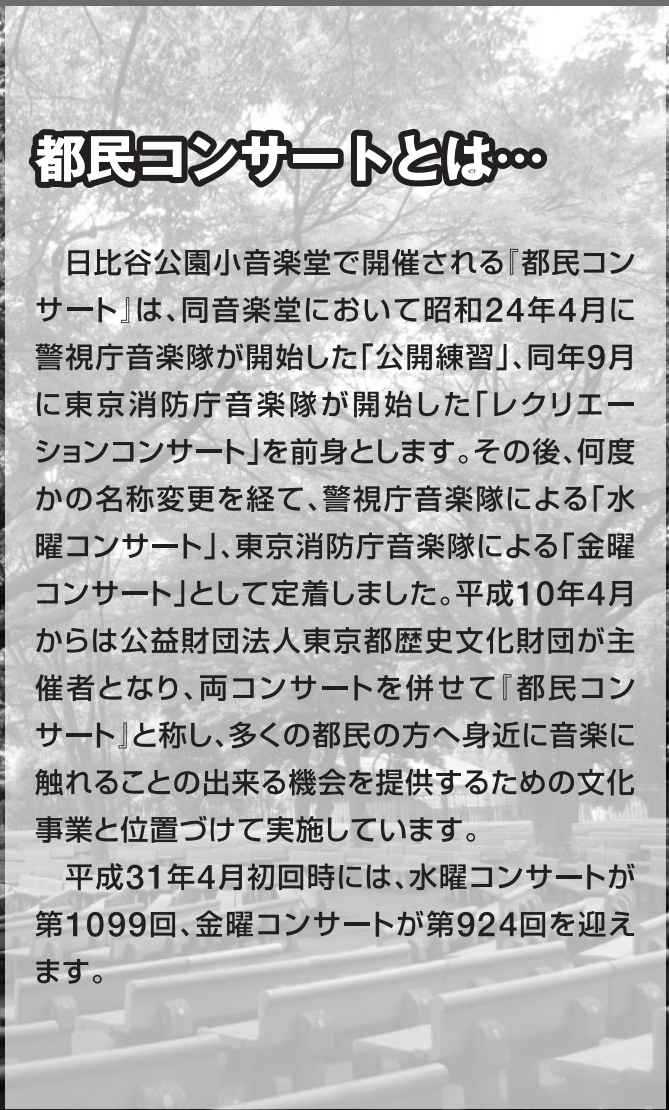 都民コンサートとは…
　日比谷公園小音楽堂で開催される『都民コン
サート』は、同音楽堂において昭和24年4月に
警視庁音楽隊が開始した「公開練習」、同年9月
に東京消防庁音楽隊が開始した「レクリエー
ションコンサート」を前身とします。その後、何度
かの名称変更を経て、警視庁音楽隊による「水
曜コンサート」、東京消防庁音楽隊による「金曜
コンサート」として定着しました。平成10年4月
からは公益財団法人東京都歴史文化財団が主
催者となり、両コンサートを併せて『都民コン
サート』と称し、多くの都民の方へ身近に音楽に
触れることの出来る機会を提供するための文化
事業と位置づけて実施しています。
　平成31年4月初回時には、水曜コンサートが
第1099回、金曜コンサートが第924回を迎え
ます。